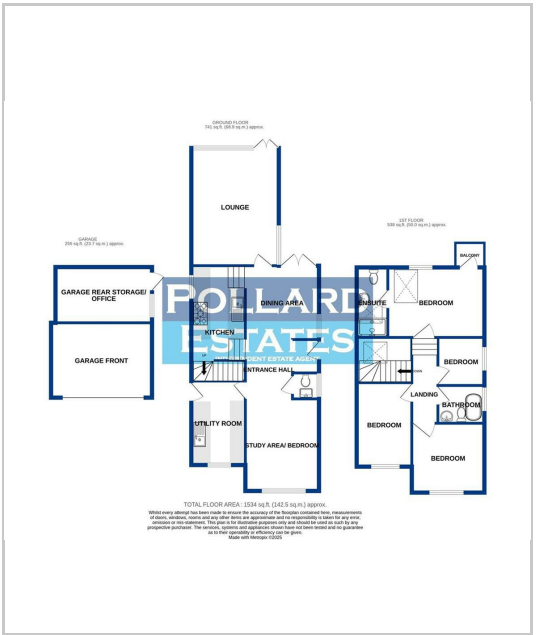 GROUND FLOOR
741 sq.ft. (68.9 sq.m.) approx.
LOUNGE
GARAGE
255 sq.ft. (23.7 sq.m.) approx.
1ST FLOOR
538 sq.ft. (50.0 sq.m.) approx.
BALCONY
GARAGE REAR STORAGE/
OFFICE
POLLARD
ESTATES
INDEPENDENT ESTATE AGENT
DINING AREA
ENSUITE
BEDROOM
KITCHEN
GARAGE FRONT
UP
ENTRANCE HALL
BEDROOM
DOWN
LANDING
BATHROOM
UTILITY ROOM
BEDROOM
STUDY AREA/ BEDROOM
BEDROOM
TOTAL FLOOR AREA : 1534 sq.ft. (142.5 sq.m.) approx.
Whilst every attempt has been made to ensure the accuracy of the floorplan contained here, measurements
of doors, windows, rooms and any other items are approximate and no responsibility is taken for any error,
omission or mis-statement. This plan is for illustrative purposes only and should be used as such by any
prospective purchaser. The services, systems and appliances shown have not been tested and no guarantee
as to their operability or efficiency can be given.
Made with Metropix ©2025